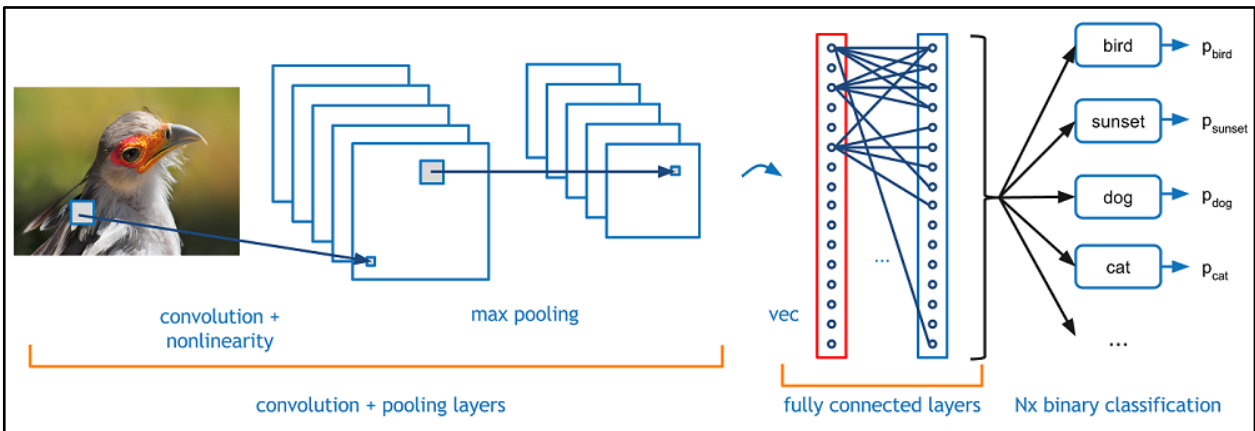 convolution +
nonlinearity
max pooling
vec
...
convolution + pooling layers
fully connected layers
bird
p_bird
sunset
p_sunset
dog
p_dog
cat
p_cat
...
Nx binary classification